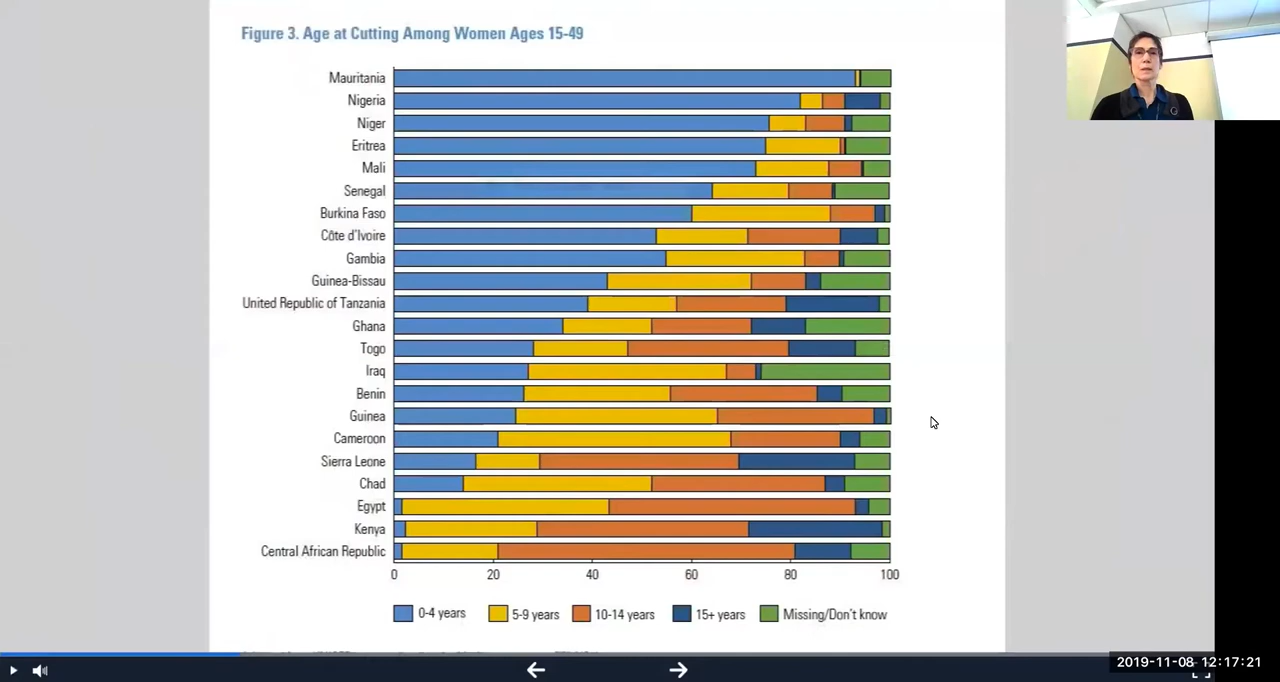 Figure 3. Age at Cutting Among Women Ages 15-49
Mauritania
Nigeria
Niger
Eritrea
Mali
Senegal
Burkina Faso
Côte d'Ivoire
Gambia
Guinea-Bissau
United Republic of Tanzania
Ghana
Togo
Iraq
Benin
Guinea
Cameroon
Sierra Leone
Chad
Egypt
Kenya
Central African Republic
0 20 40 60 80 100
0-4 years 5-9 years 10-14 years 15+ years Missing/Don't know
2019-11-08 12:17:21